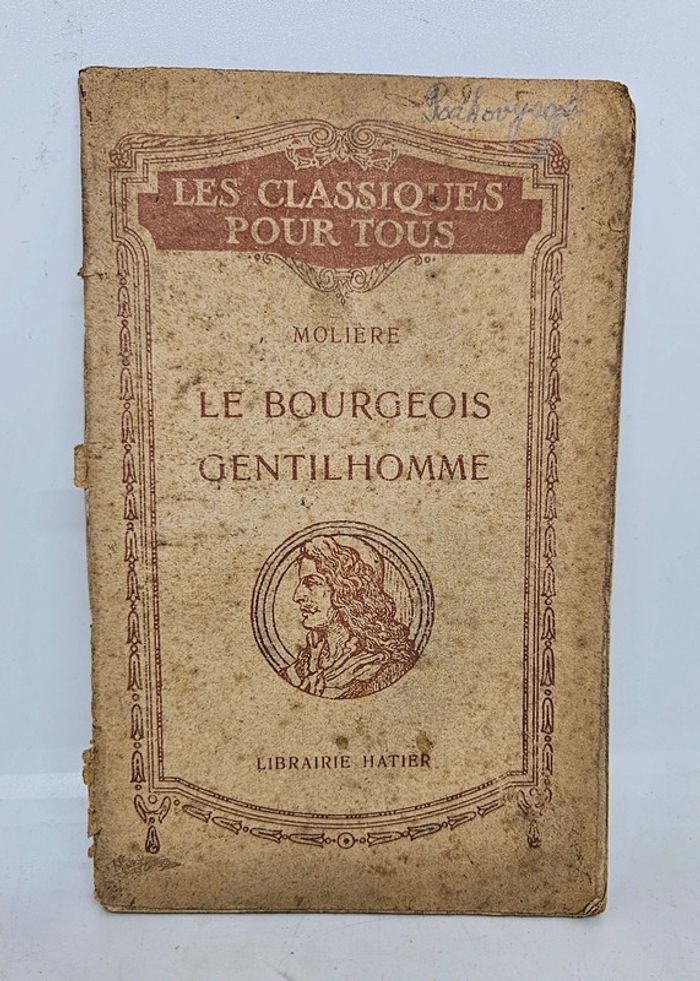 LES CLASSIQUES
POUR TOUS
MOLIÈRE
LE BOURGEOIS
GENTILHOMME
LIBRAIRIE HATIER